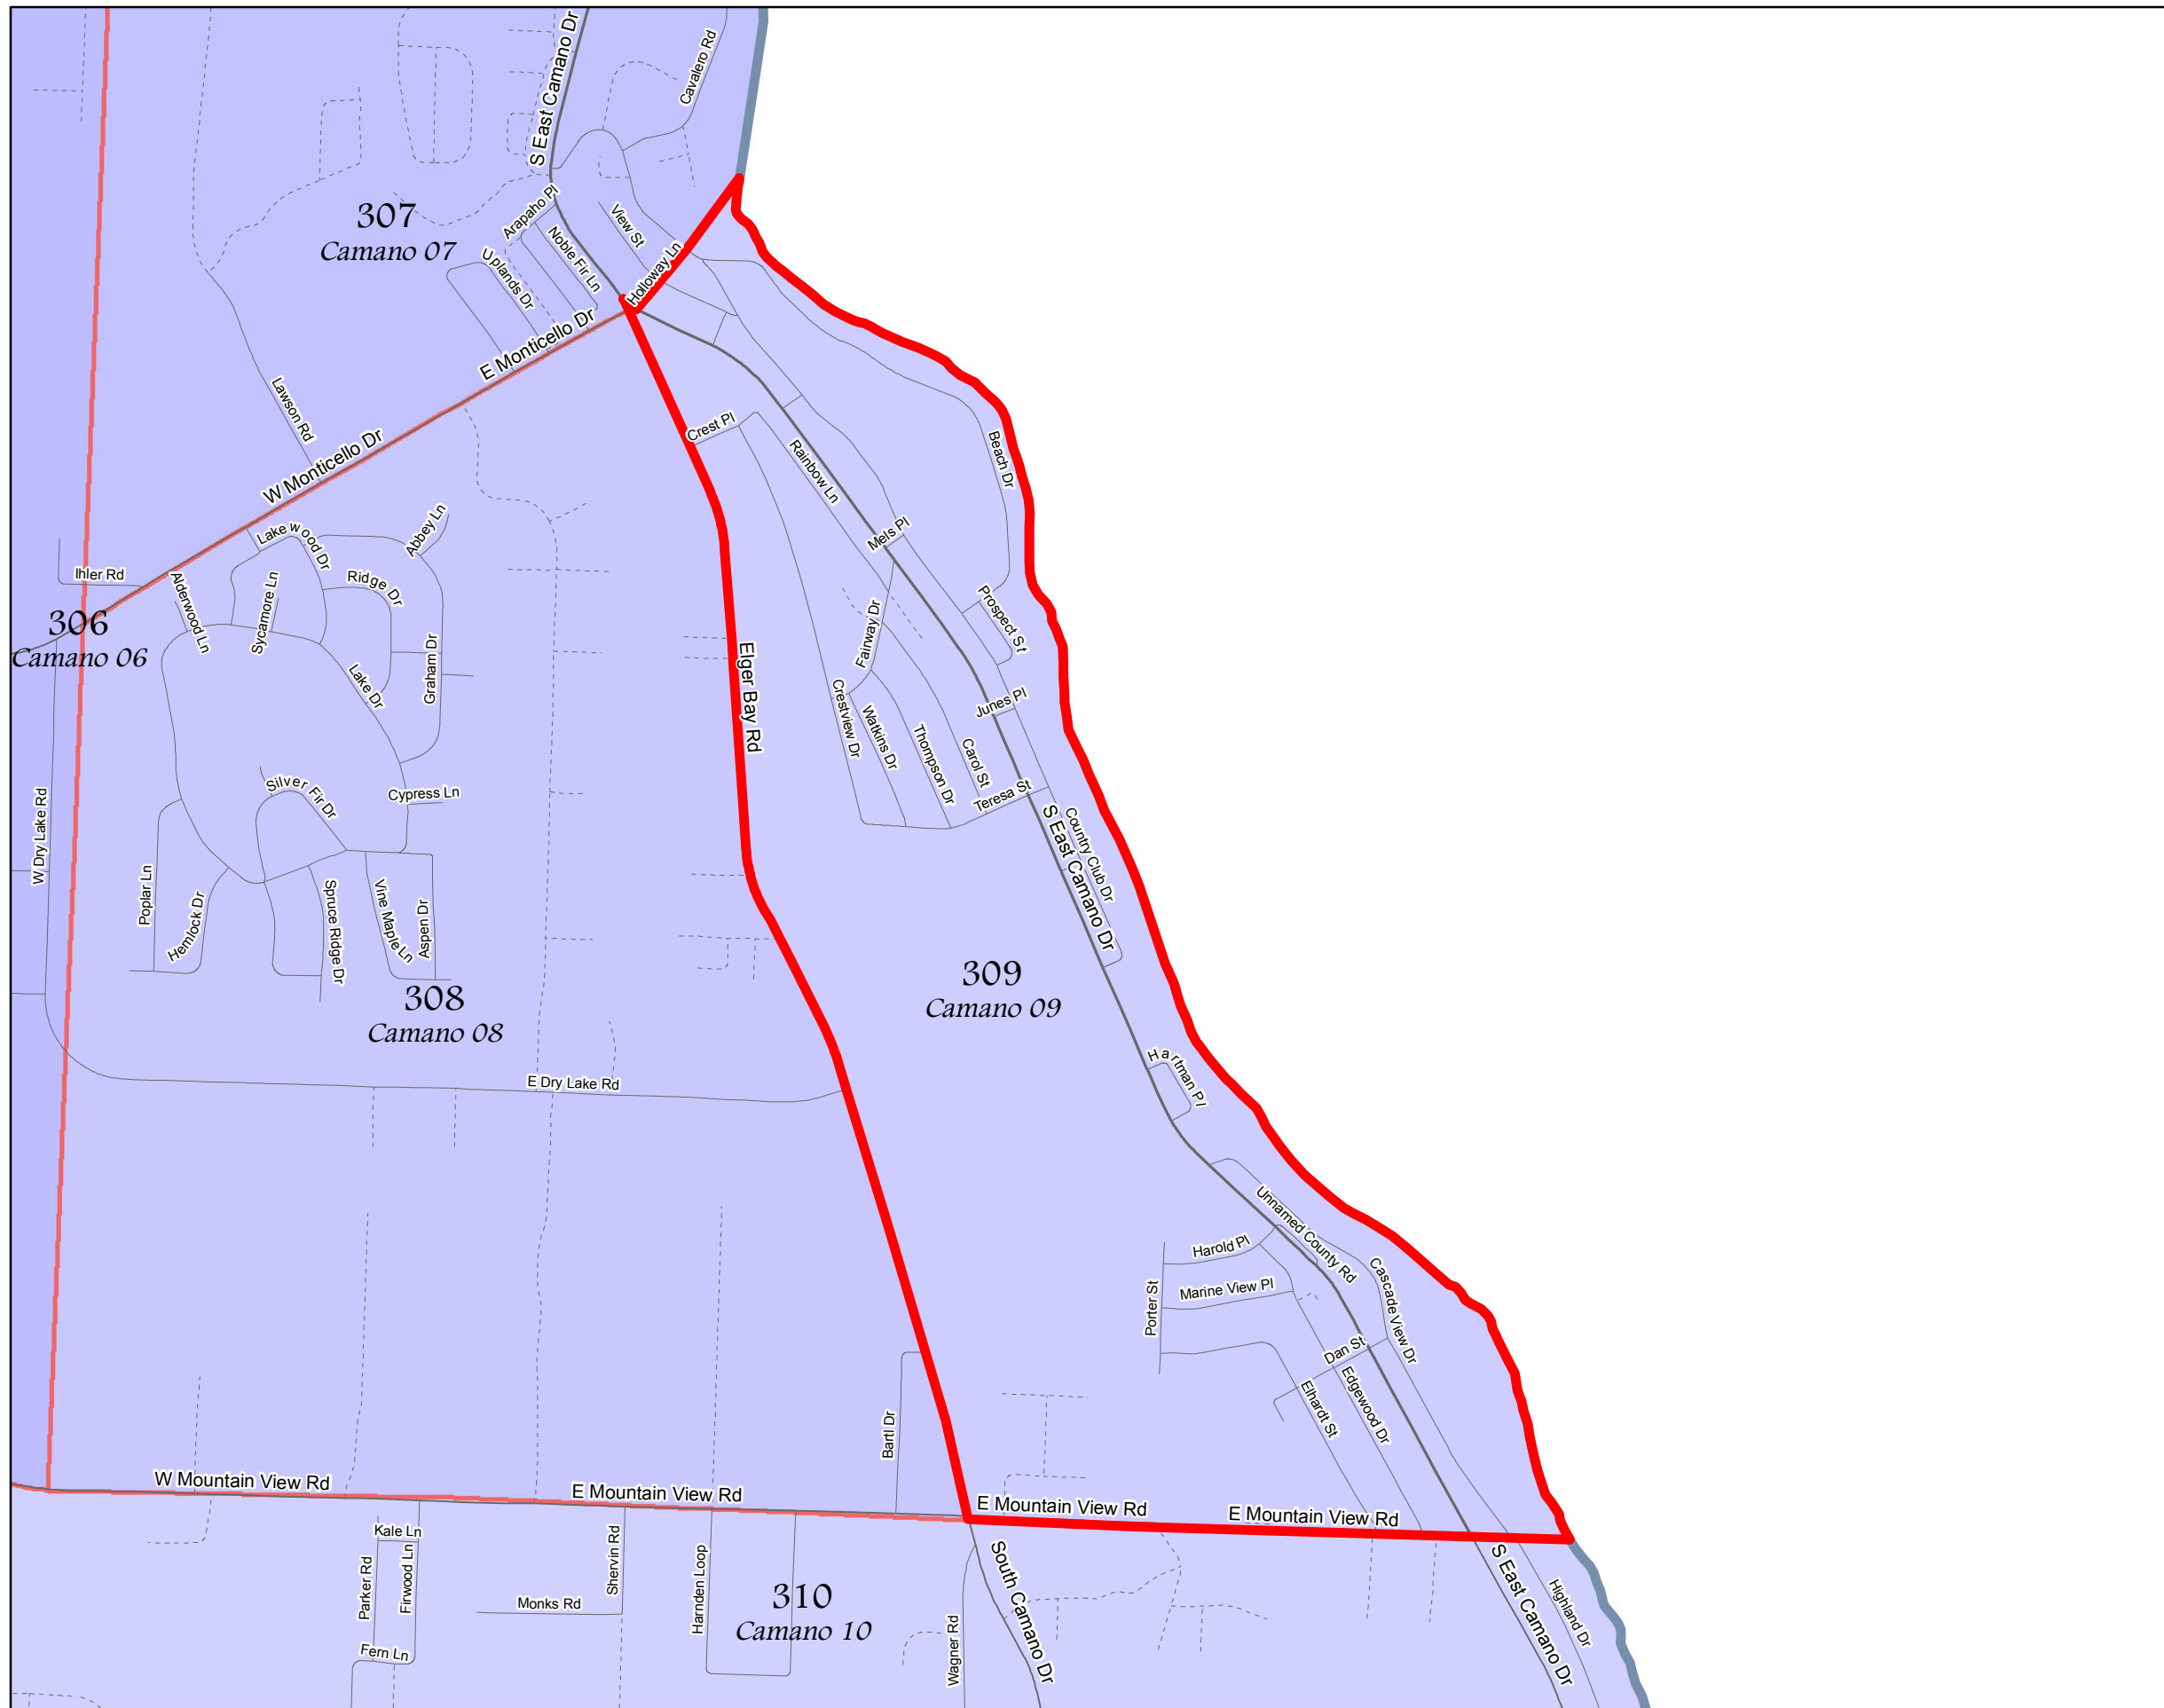 S East Camano Dr
Cavalero Rd
307
Camano 07
Arapaho Pl
View St
Noble Fir Ln
Uplands Dr
Holloway Ln
E Monticello Dr
Lawson Rd
W Monticello Dr
Crest Pl
Rainbow Ln
Beach Dr
Mels Pl
Lakewood Dr
Abbey Ln
Ihler Rd
Alderwood Ln
Sycamore Ln
Ridge Dr
306
Camano 06
Prospect St
Fairway Dr
Elger Bay Rd
Graham Dr
Lake Dr
Crestview Dr
Watkins Dr
Thompson Dr
Carol St
Junes Pl
Teresa St
Silver Fir Dr
Cypress Ln
W Dry Lake Rd
S East Camano Dr
Country Club Dr
Poplar Ln
Hemlock Dr
Spruce Ridge Dr
Vine Maple Ln
Aspen Dr
309
Camano 09
308
Camano 08
E Dry Lake Rd
Hartman Pl
Unnamed County Rd
Harold Pl
Marine View Pl
Porter St
Cascade View Dr
Dan St
Edgewood Dr
Elhardt St
Bartl Dr
W Mountain View Rd
E Mountain View Rd
E Mountain View Rd
E Mountain View Rd
Kale Ln
Parker Rd
Firwood Ln
Shervin Rd
Harnden Loop
Monks Rd
Fern Ln
310
Camano 10
Wagner Rd
South Camano Dr
S East Camano Dr
Highland Dr